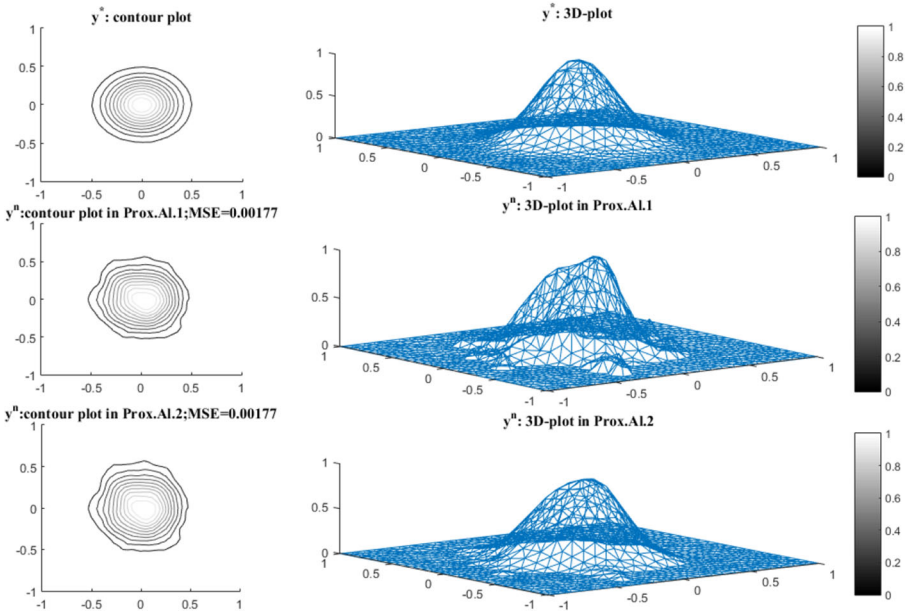 y*: contour plot
y*: 3D-plot
1
0.5
0
-0.5
-1
-1 -0.5 0 0.5 1
1
0.5
0
1 0.5 0 -0.5 -1
-1 -0.5 0 0.5 1
1
0.8
0.6
0.4
0.2
0
yⁿ:contour plot in Prox.Al.1;MSE=0.00177
yⁿ: 3D-plot in Prox.Al.1
1
0.5
0
-0.5
-1
-1 -0.5 0 0.5 1
1
0.5
0
1 0.5 0 -0.5 -1
-1 -0.5 0 0.5 1
1
0.8
0.6
0.4
0.2
0
yⁿ:contour plot in Prox.Al.2;MSE=0.00177
yⁿ: 3D-plot in Prox.Al.2
1
0.5
0
-0.5
-1
-1 -0.5 0 0.5 1
1
0.5
0
1 0.5 0 -0.5 -1
-1 -0.5 0 0.5 1
1
0.8
0.6
0.4
0.2
0